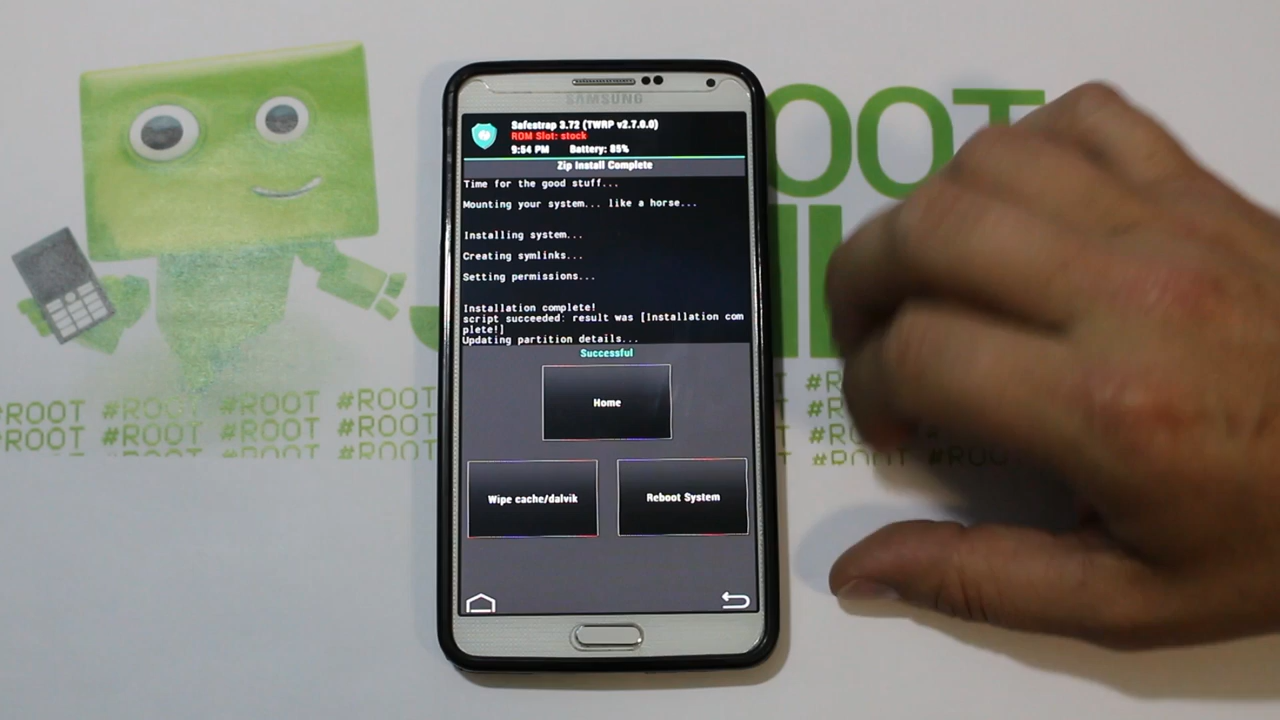 SAMSUNG
Safestrap 3.72 (TWRP v2.7.0.0)
ROM Slot: stock
9:54 PM Battery: 85%
Zip Install Complete
Time for the good stuff...
Mounting your system... like a horse...
Installing system...
Creating symlinks...
Setting permissions...
Installation complete!
script succeeded: result was [Installation com
plete!]
Updating partition details...
Successful
Home
Wipe cache/dalvik
Reboot System
#ROOT #ROOT #ROOT #ROOT
#ROOT #ROOT #ROOT
#ROOT #ROOT #ROOT